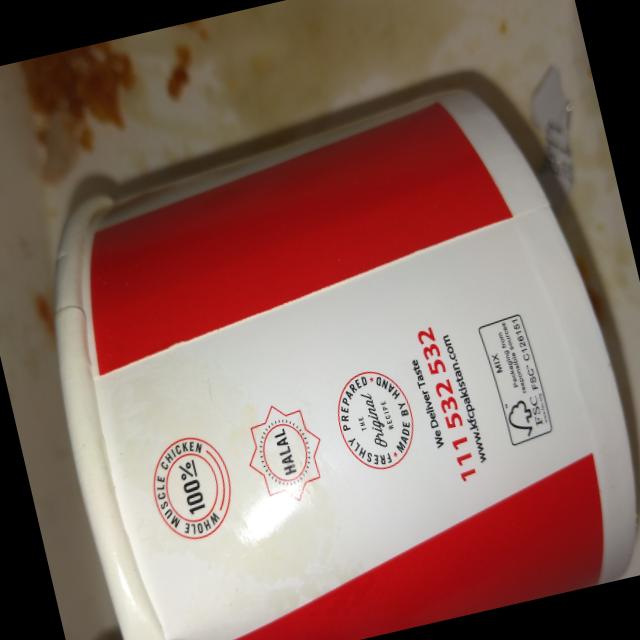 WHOLE MUSCLE CHICKEN
100%
HALAL
FRESHLY PREPARED
THE
Original
RECIPE
MADE BY HAND
We Deliver Taste
111 532 532
www.kfcpakistan.com
MIX
Packaging from
responsible sources
FSC® C126151
FSC